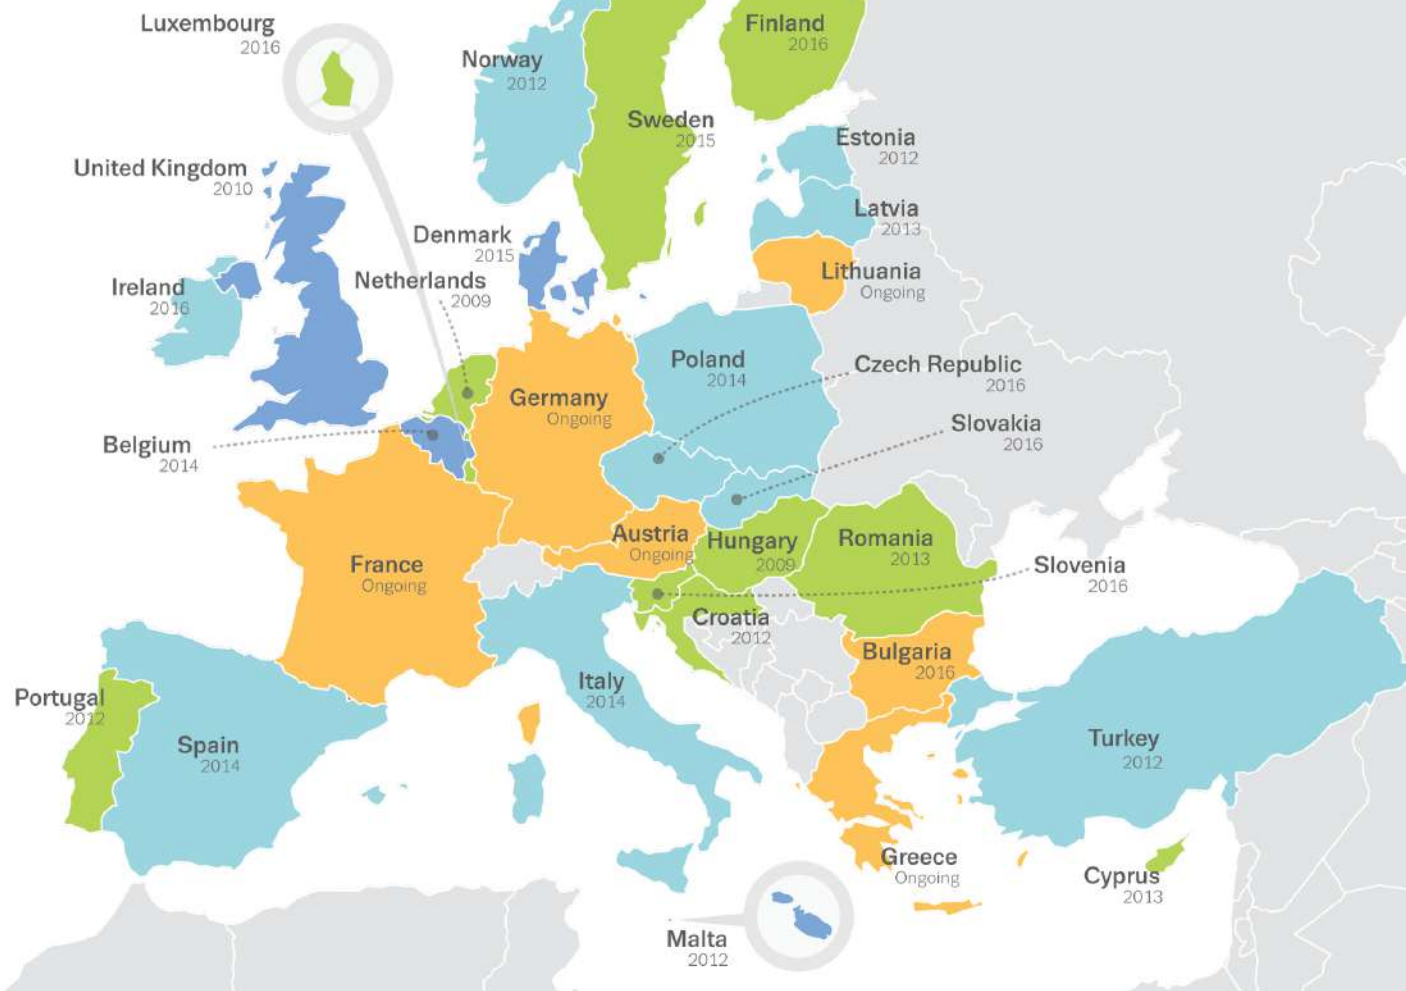 Luxembourg
2016
Finland
2016
Norway
2012
Sweden
2015
Estonia
2012
United Kingdom
2010
Latvia
2013
Denmark
2015
Lithuania
Ongoing
Netherlands
2009
Ireland
2016
Poland
2014
Czech Republic
2016
Germany
Ongoing
Slovakia
2016
Belgium
2014
Austria
Ongoing
Hungary
2009
Romania
2013
France
Ongoing
Slovenia
2016
Croatia
2012
Bulgaria
2016
Italy
2014
Portugal
2012
Spain
2014
Turkey
2012
Greece
Ongoing
Cyprus
2013
Malta
2012